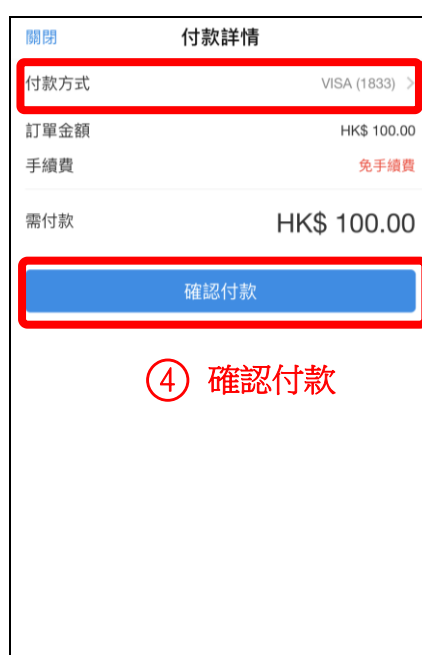 關閉 付款詳情
付款方式 VISA (1833) >
訂單金額 HK$ 100.00
手續費 免手續費
需付款 HK$ 100.00
確認付款
④ 確認付款